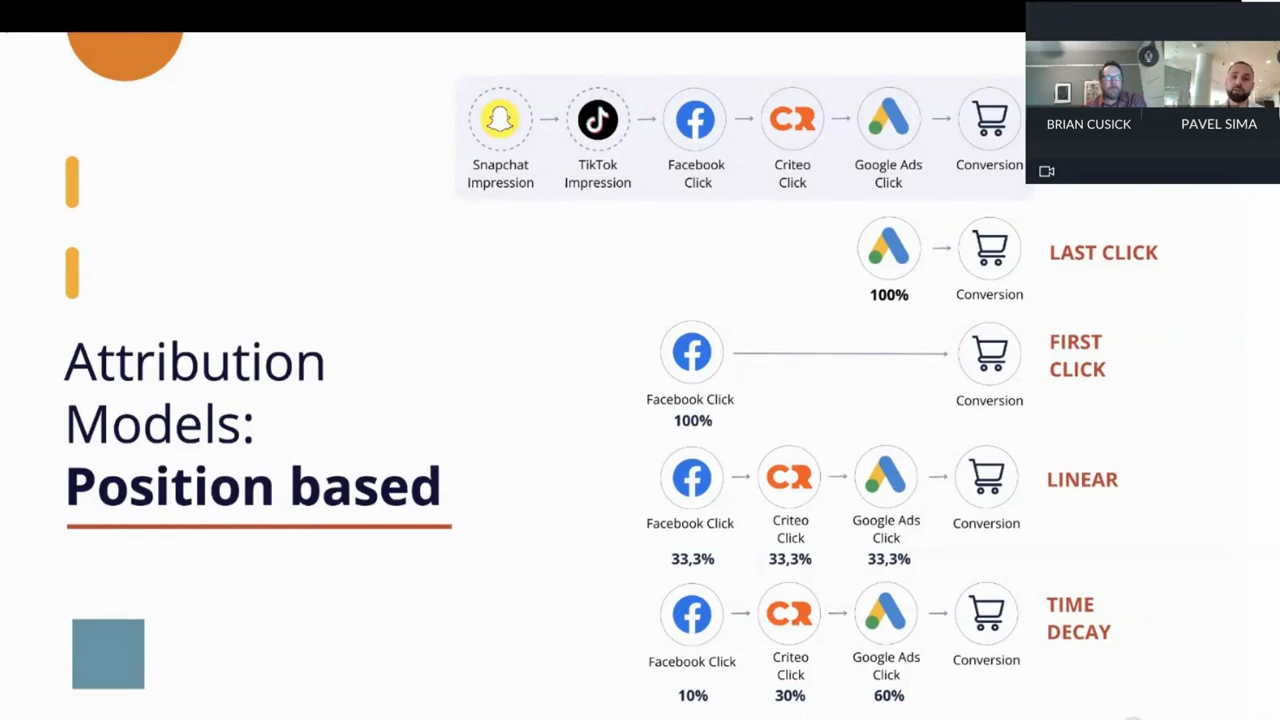 BRIAN CUSICK
PAVEL SIMA
Snapchat
Impression
TikTok
Impression
Facebook
Click
CR
Criteo
Click
Google Ads
Click
Conversion
100%
Conversion
LAST CLICK
Facebook Click
100%
Conversion
FIRST
CLICK
Attribution
Models:
Position based
CR
Facebook Click
33,3%
Criteo
Click
33,3%
Google Ads
Click
33,3%
Conversion
LINEAR
CR
Facebook Click
10%
Criteo
Click
30%
Google Ads
Click
60%
Conversion
TIME
DECAY